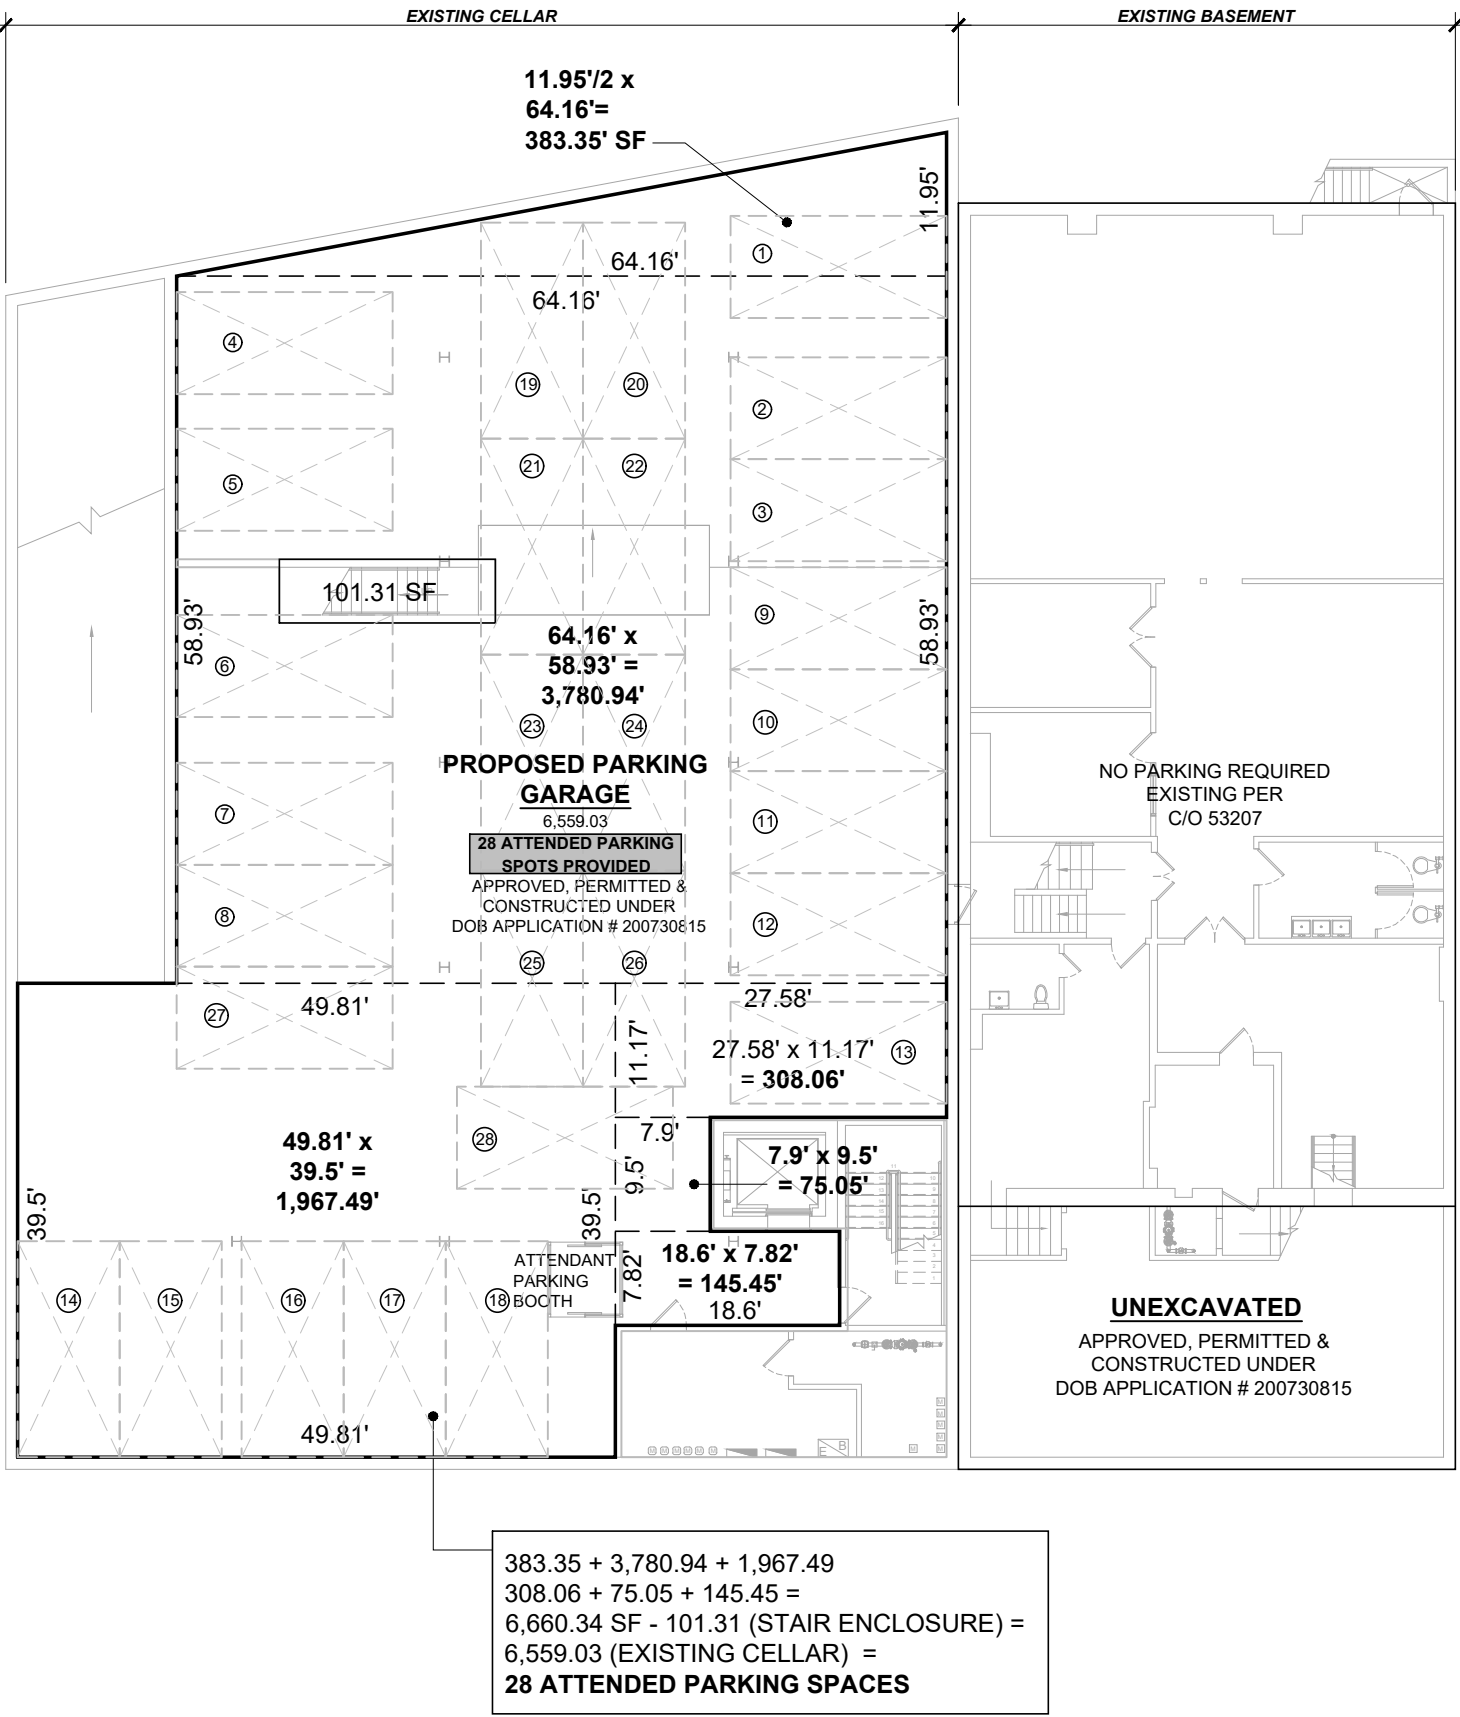 EXISTING CELLAR
EXISTING BASEMENT
11.95'/2 x
64.16'=
383.35' SF
11.95'
64.16'
64.16'
1
4
19
20
2
21
22
5
3
101.31 SF
58.93'
58.93'
9
64.16' x
58.93' =
3,780.94'
6
10
23
24
PROPOSED PARKING
GARAGE
6,559.03
28 ATTENDED PARKING
SPOTS PROVIDED
APPROVED, PERMITTED &
CONSTRUCTED UNDER
DOB APPLICATION # 200730815
7
11
8
12
25
26
NO PARKING REQUIRED
EXISTING PER
C/O 53207
27
49.81'
27.58'
11.17'
27.58' x 11.17'
= 308.06'
13
28
7.9'
9.5'
7.9' x 9.5'
= 75.05'
49.81' x
39.5' =
1,967.49'
39.5'
39.5'
ATTENDANT
PARKING
BOOTH
7.82'
18.6' x 7.82'
= 145.45'
18.6'
14
15
16
17
18
49.81'
UNEXCAVATED
APPROVED, PERMITTED &
CONSTRUCTED UNDER
DOB APPLICATION # 200730815
M
M
M
M
M
M M M M M M
E B
M
M
383.35 + 3,780.94 + 1,967.49
308.06 + 75.05 + 145.45 =
6,660.34 SF - 101.31 (STAIR ENCLOSURE) =
6,559.03 (EXISTING CELLAR) =
28 ATTENDED PARKING SPACES